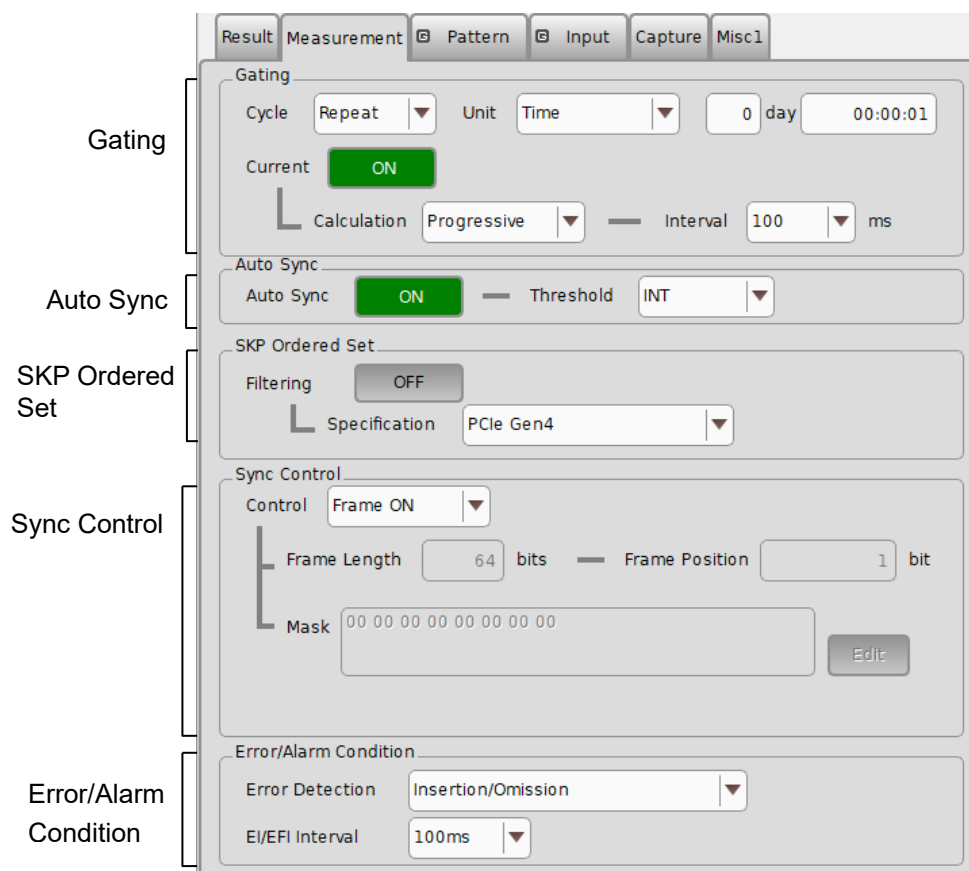 Result Measurement G Pattern G Input Capture Misc1
Gating
Gating
Cycle Repeat Unit Time 0 day 00:00:01
Current ON
Calculation Progressive Interval 100 ms
Auto Sync
Auto Sync
Auto Sync ON Threshold INT
SKP Ordered
Set
SKP Ordered Set
Filtering OFF
Specification PCIe Gen4
Sync Control
Sync Control
Control Frame ON
Frame Length 64 bits Frame Position 1 bit
Mask 00 00 00 00 00 00 00 00
Edit
Error/Alarm
Condition
Error/Alarm Condition
Error Detection Insertion/Omission
EI/EFI Interval 100ms